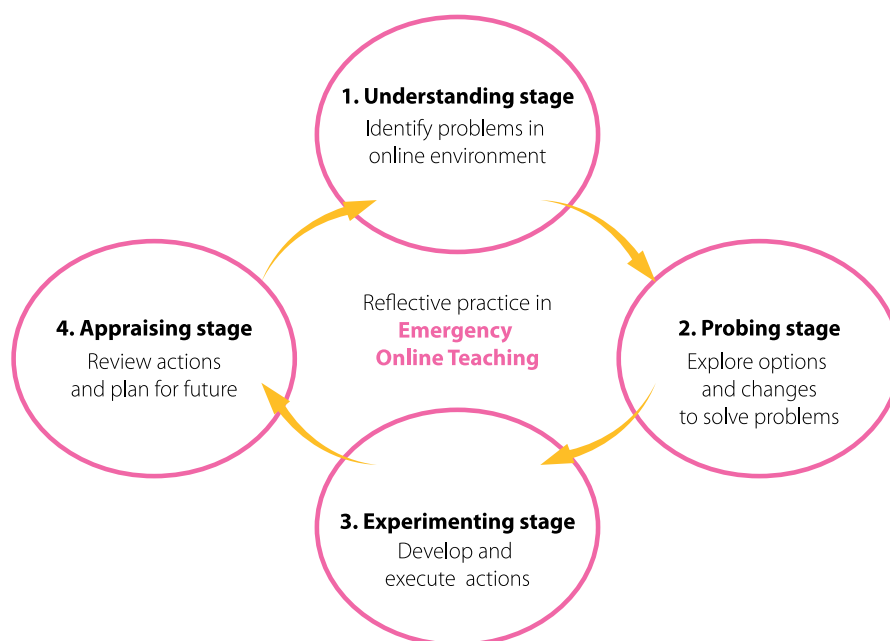 1. Understanding stage
Identify problems in
online environment
Reflective practice in
Emergency
Online Teaching
4. Appraising stage
Review actions
and plan for future
2. Probing stage
Explore options
and changes
to solve problems
3. Experimenting stage
Develop and
execute actions